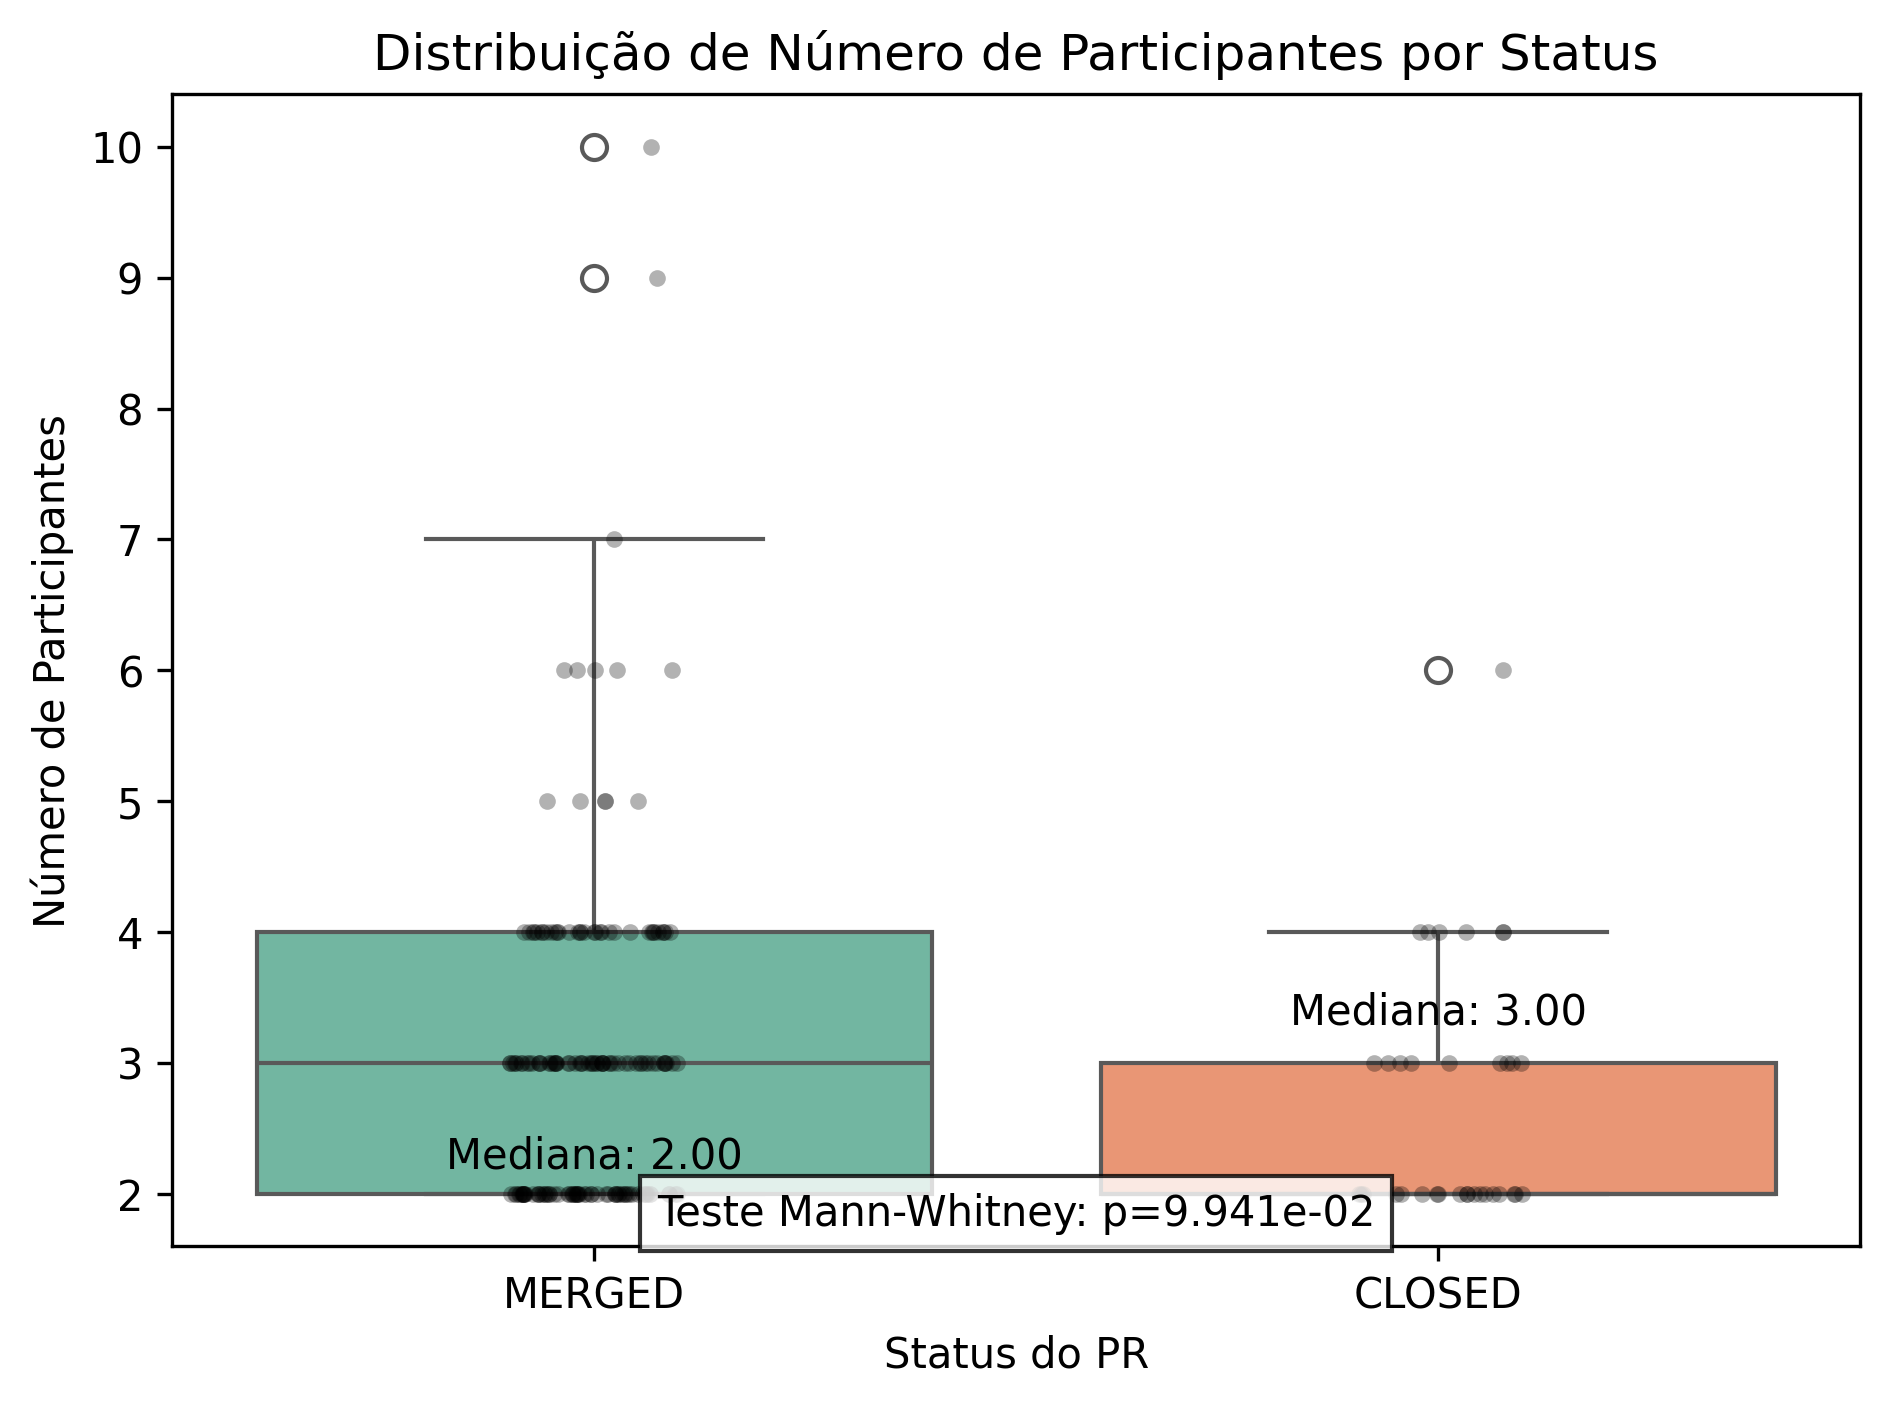 Distribuição de Número de Participantes por Status
Número de Participantes
10
9
8
7
6
5
4
3
2
Mediana: 3.00
Mediana: 2.00
Teste Mann-Whitney: p=9.941e-02
MERGED
CLOSED
Status do PR